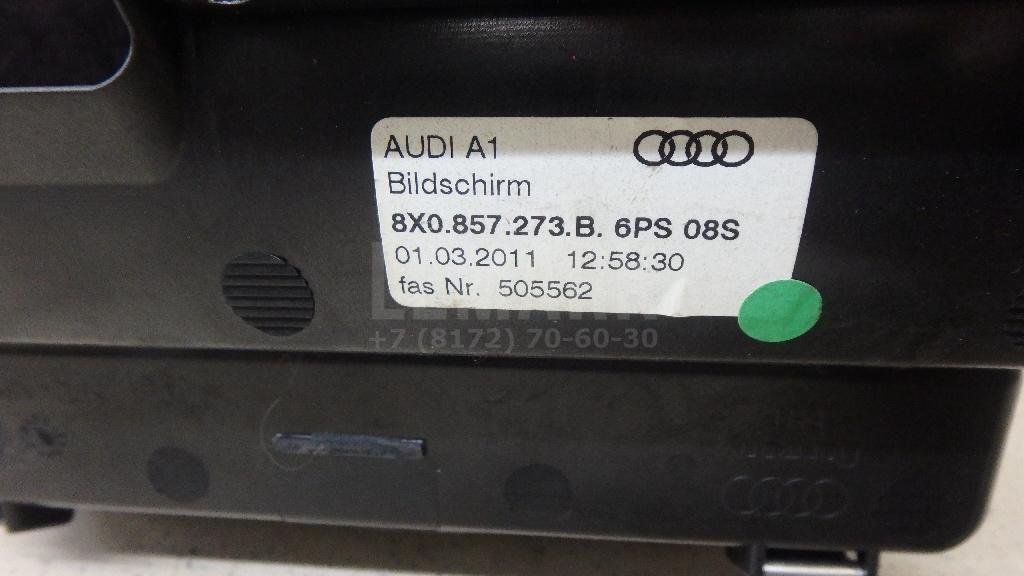 AUDI A1
Bildschirm
8X0.857.273.B. 6PS 08S
01.03.2011 12:58:30
fas Nr. 505562
+7 (8172) 70-60-30